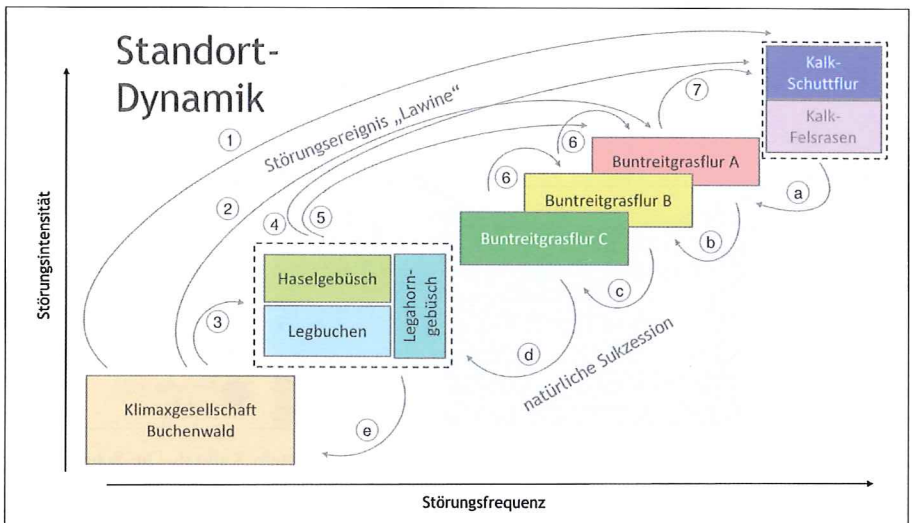 Standort-
Dynamik
Störungsintensität
Störungsfrequenz
Störungsereignis „Lawine"
natürliche Sukzession
Kalk-
Schuttflur
Kalk-
Felsrasen
Buntreitgrasflur A
Buntreitgrasflur B
Buntreitgrasflur C
Haselgebüsch
Legbuchen
Legahorn-
gebüsch
Klimaxgesellschaft
Buchenwald
1
2
3
4
5
6
6
7
a
b
c
d
e